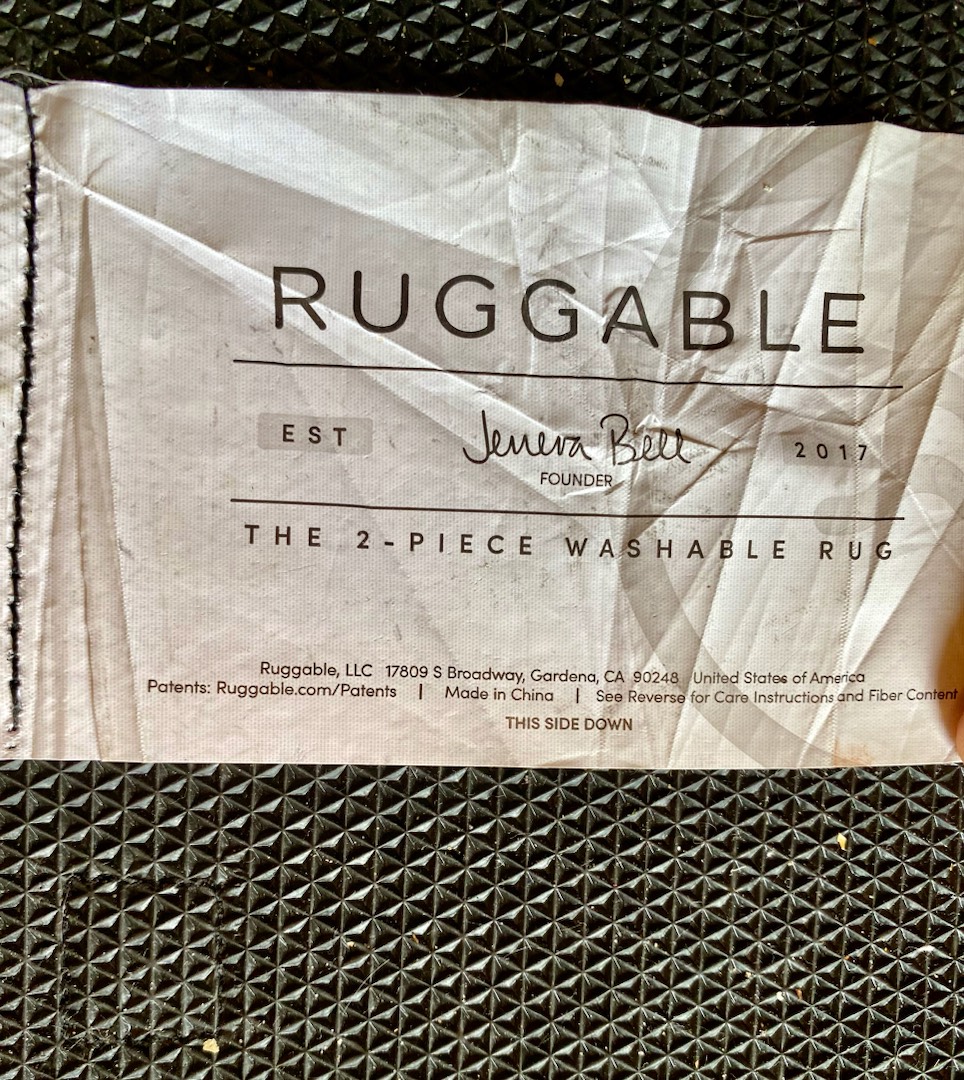 RUGGABLE
EST Jeneva Bell 2017
FOUNDER
THE 2-PIECE WASHABLE RUG
Ruggable, LLC 17809 S Broadway, Gardena, CA 90248 United States of America
Patents: Ruggable.com/Patents | Made in China | See Reverse for Care Instructions and Fiber Content
THIS SIDE DOWN